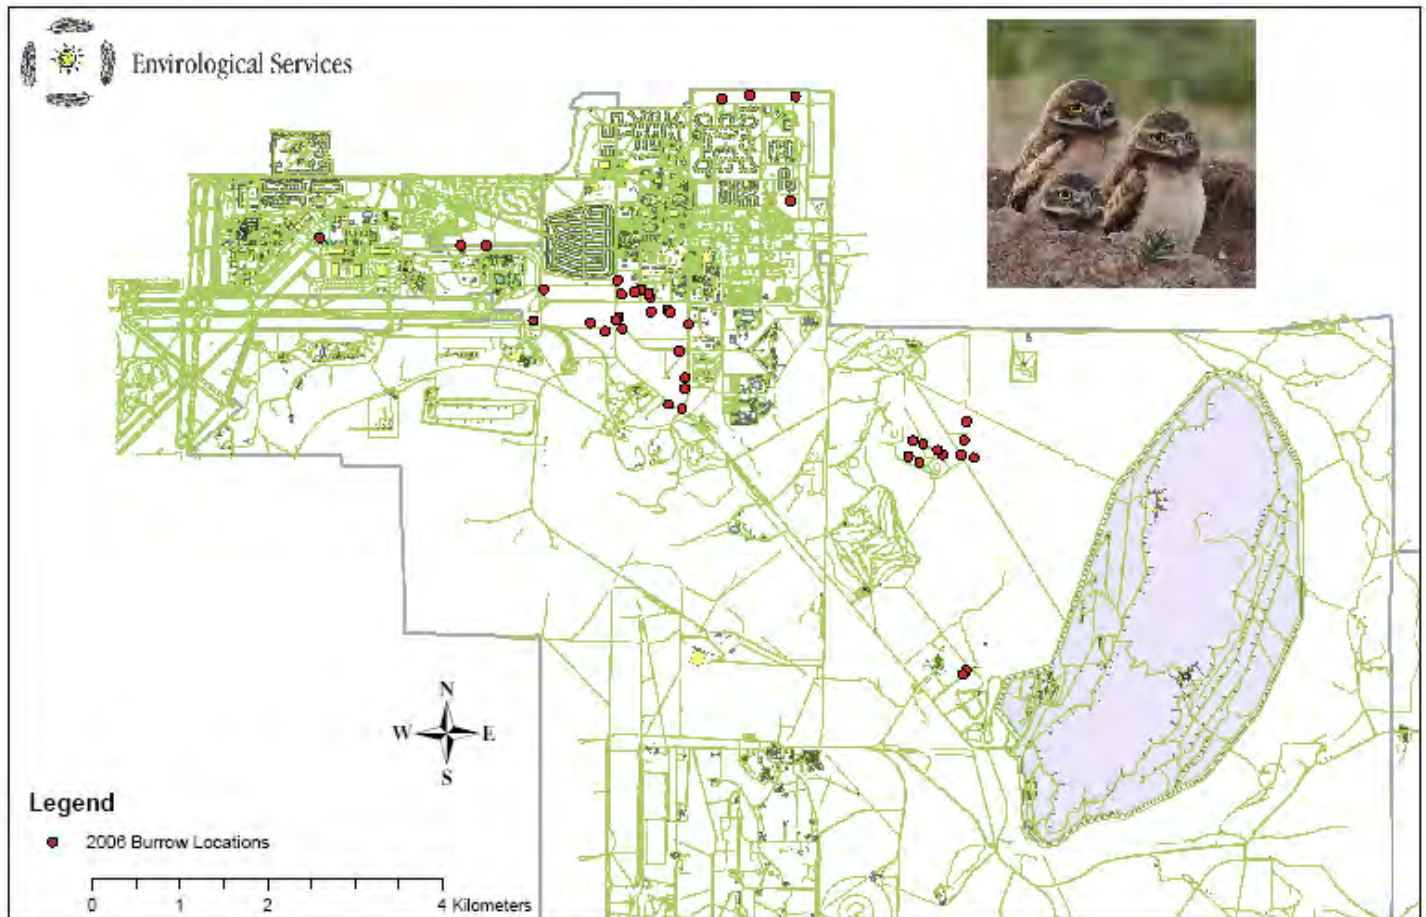 Envirological Services
N
W E
S
Legend
2006 Burrow Locations
0 1 2 4 Kilometers